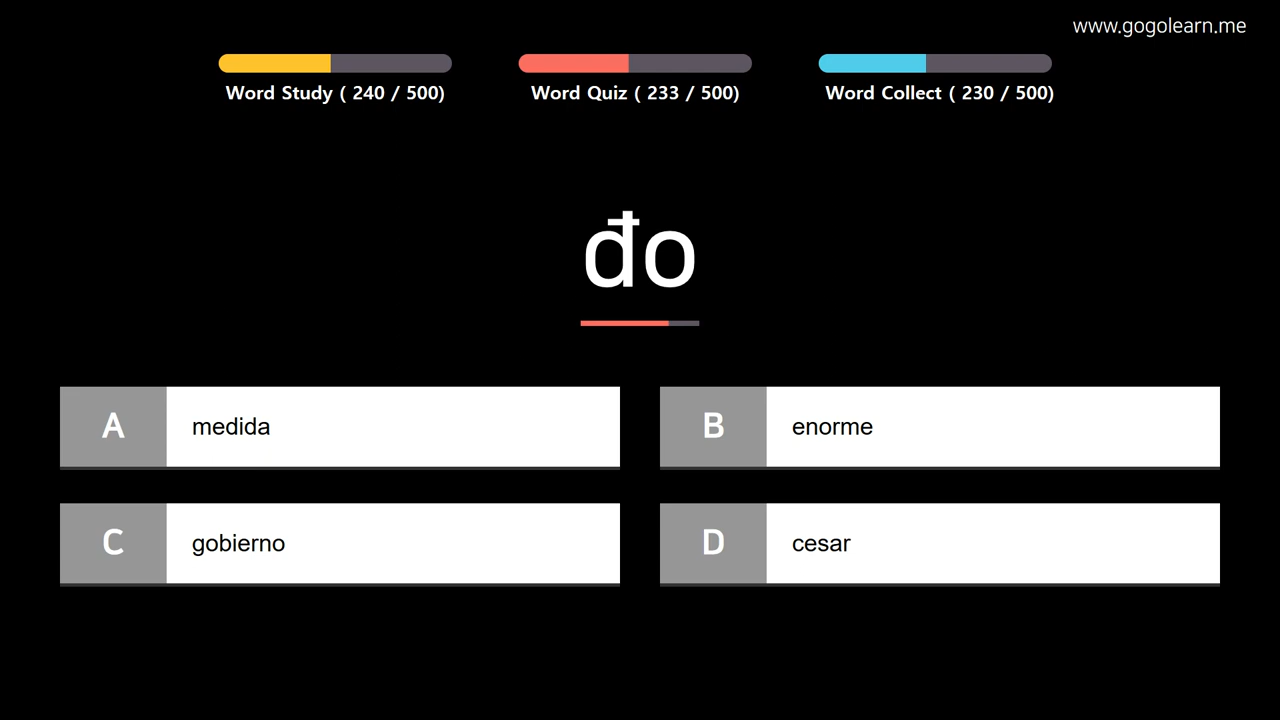 www.gogolearn.me
Word Study ( 240 / 500)
Word Quiz ( 233 / 500)
Word Collect ( 230 / 500)
đo
A medida
B enorme
C gobierno
D cesar